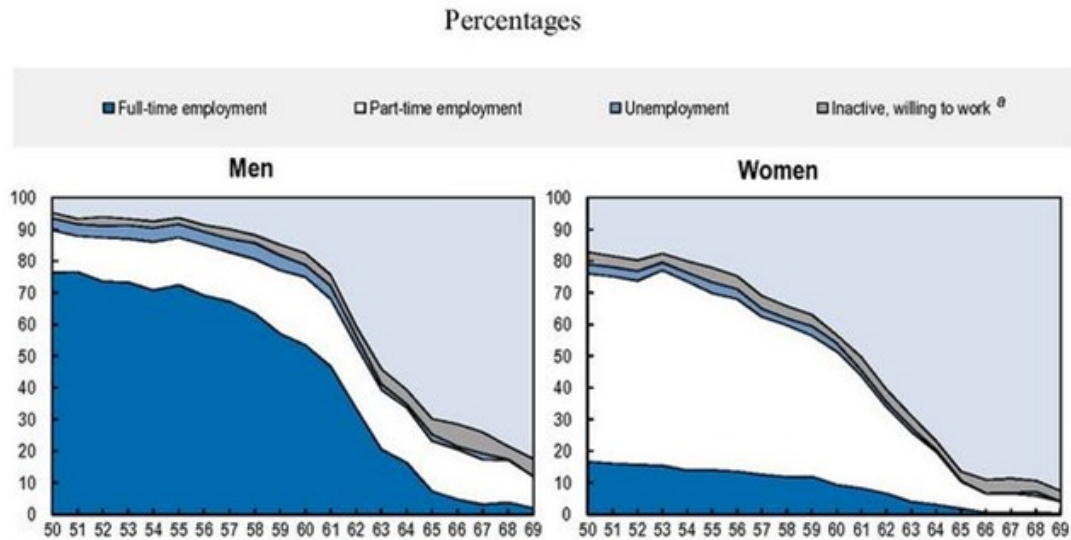 Percentages
Full-time employment Part-time employment Unemployment Inactive, willing to work a
Men Women
100 100
90 90
80 80
70 70
60 60
50 50
40 40
30 30
20 20
10 10
0 0
50 51 52 53 54 55 56 57 58 59 60 61 62 63 64 65 66 67 68 69 50 51 52 53 54 55 56 57 58 59 60 61 62 63 64 65 66 67 68 69